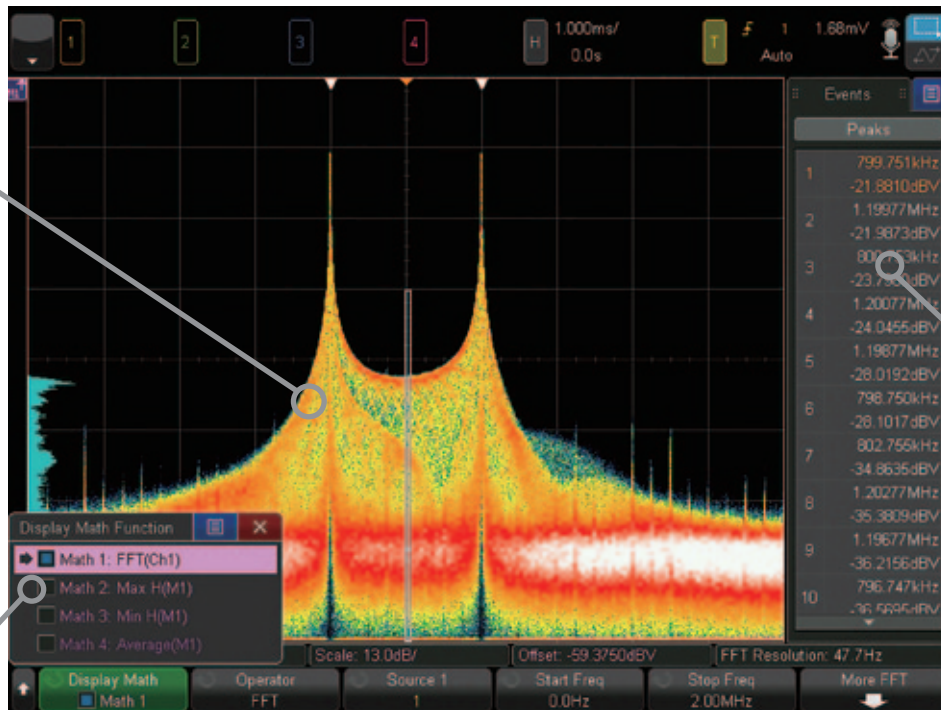 1 2 3 4 H 1.000ms/ T 1 1.68mV
0.0s Auto
Events
Peaks
1 799.751kHz
-21.8810dBV
2 1.19977MHz
-21.9873dBV
3
4 1.20077MHz
-24.0455dBV
5 1.19877MHz
-28.0192dBV
6 798.750kHz
-28.1017dBV
7 802.755kHz
-34.8635dBV
8 1.20277MHz
-35.3809dBV
9 1.19677MHz
-36.2156dBV
10 796.747kHz
-36.5695dBV
Display Math Function
Math 1: FFT(Ch1)
Math 2: Max H(M1)
Math 3: Min H(M1)
Math 4: Average(M1)
Scale: 13.0dB/ Offset: -59.3750dBV FFT Resolution: 47.7Hz
Display Math Operator Source 1 Start Freq Stop Freq More FFT
Math 1 FFT 1 0.0Hz 2.00MHz